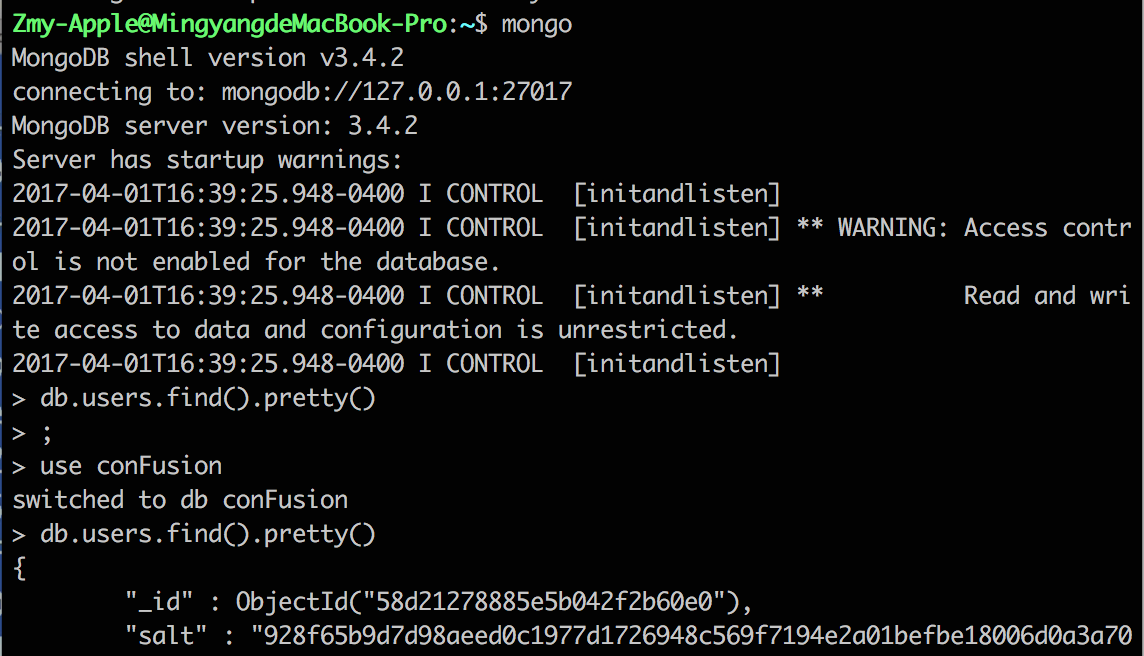 Zmy-Apple@MingyangdeMacBook-Pro:~$ mongo
MongoDB shell version v3.4.2
connecting to: mongodb://127.0.0.1:27017
MongoDB server version: 3.4.2
Server has startup warnings:
2017-04-01T16:39:25.948-0400 I CONTROL  [initandlisten]
2017-04-01T16:39:25.948-0400 I CONTROL  [initandlisten] ** WARNING: Access contr
ol is not enabled for the database.
2017-04-01T16:39:25.948-0400 I CONTROL  [initandlisten] **          Read and wri
te access to data and configuration is unrestricted.
2017-04-01T16:39:25.948-0400 I CONTROL  [initandlisten]
> db.users.find().pretty()
> ;
> use conFusion
switched to db conFusion
> db.users.find().pretty()
{
        "_id" : ObjectId("58d21278885e5b042f2b60e0"),
        "salt" : "928f65b9d7d98aeed0c1977d1726948c569f7194e2a01befbe18006d0a3a70